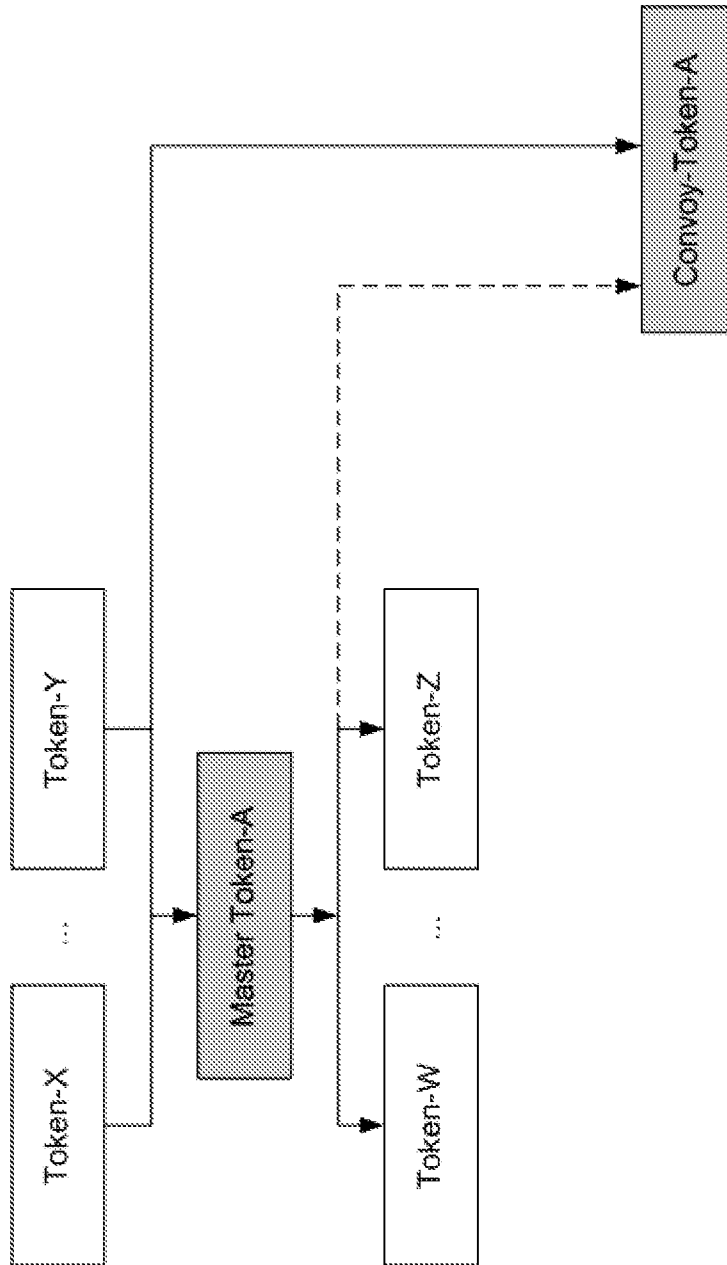 Token-X
...
Token-Y
Master Token-A
Token-W
...
Token-Z
Convoy-Token-A